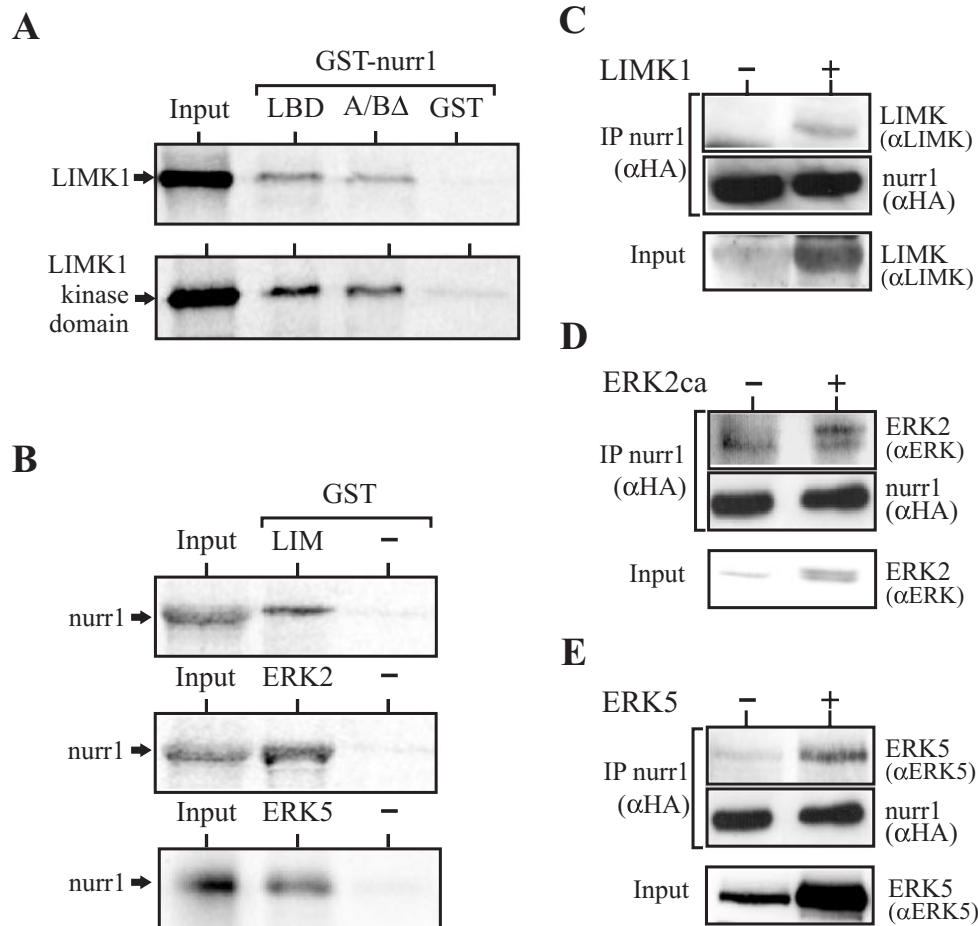 A
GST-nurr1
Input LBD A/BΔ GST
LIMK1
LIMK1
kinase
domain
B
GST
Input LIM –
nurr1
Input ERK2 –
nurr1
Input ERK5 –
nurr1
C
LIMK1 – +
IP nurr1
(αHA)
LIMK
(αLIMK)
nurr1
(αHA)
Input
LIMK
(αLIMK)
D
ERK2ca – +
IP nurr1
(αHA)
ERK2
(αERK)
nurr1
(αHA)
Input
ERK2
(αERK)
E
ERK5 – +
IP nurr1
(αHA)
ERK5
(αERK5)
nurr1
(αHA)
Input
ERK5
(αERK5)